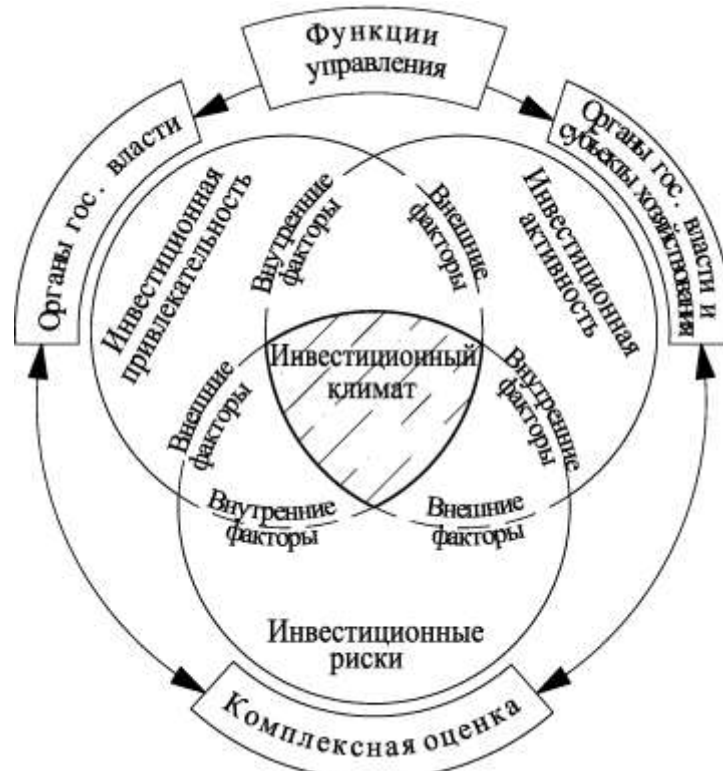 Функции
управления
Органы гос. власти
Органы гос. власти и
субъекты хозяйствования
Инвестиционная
привлекательность
Внутренние
факторы
Внешние
факторы
Инвестиционная
активность
Инвестиционный
климат
Внешние
факторы
Внутренние
факторы
Внутренние
факторы
Внешние
факторы
Инвестиционные
риски
Комплексная оценка